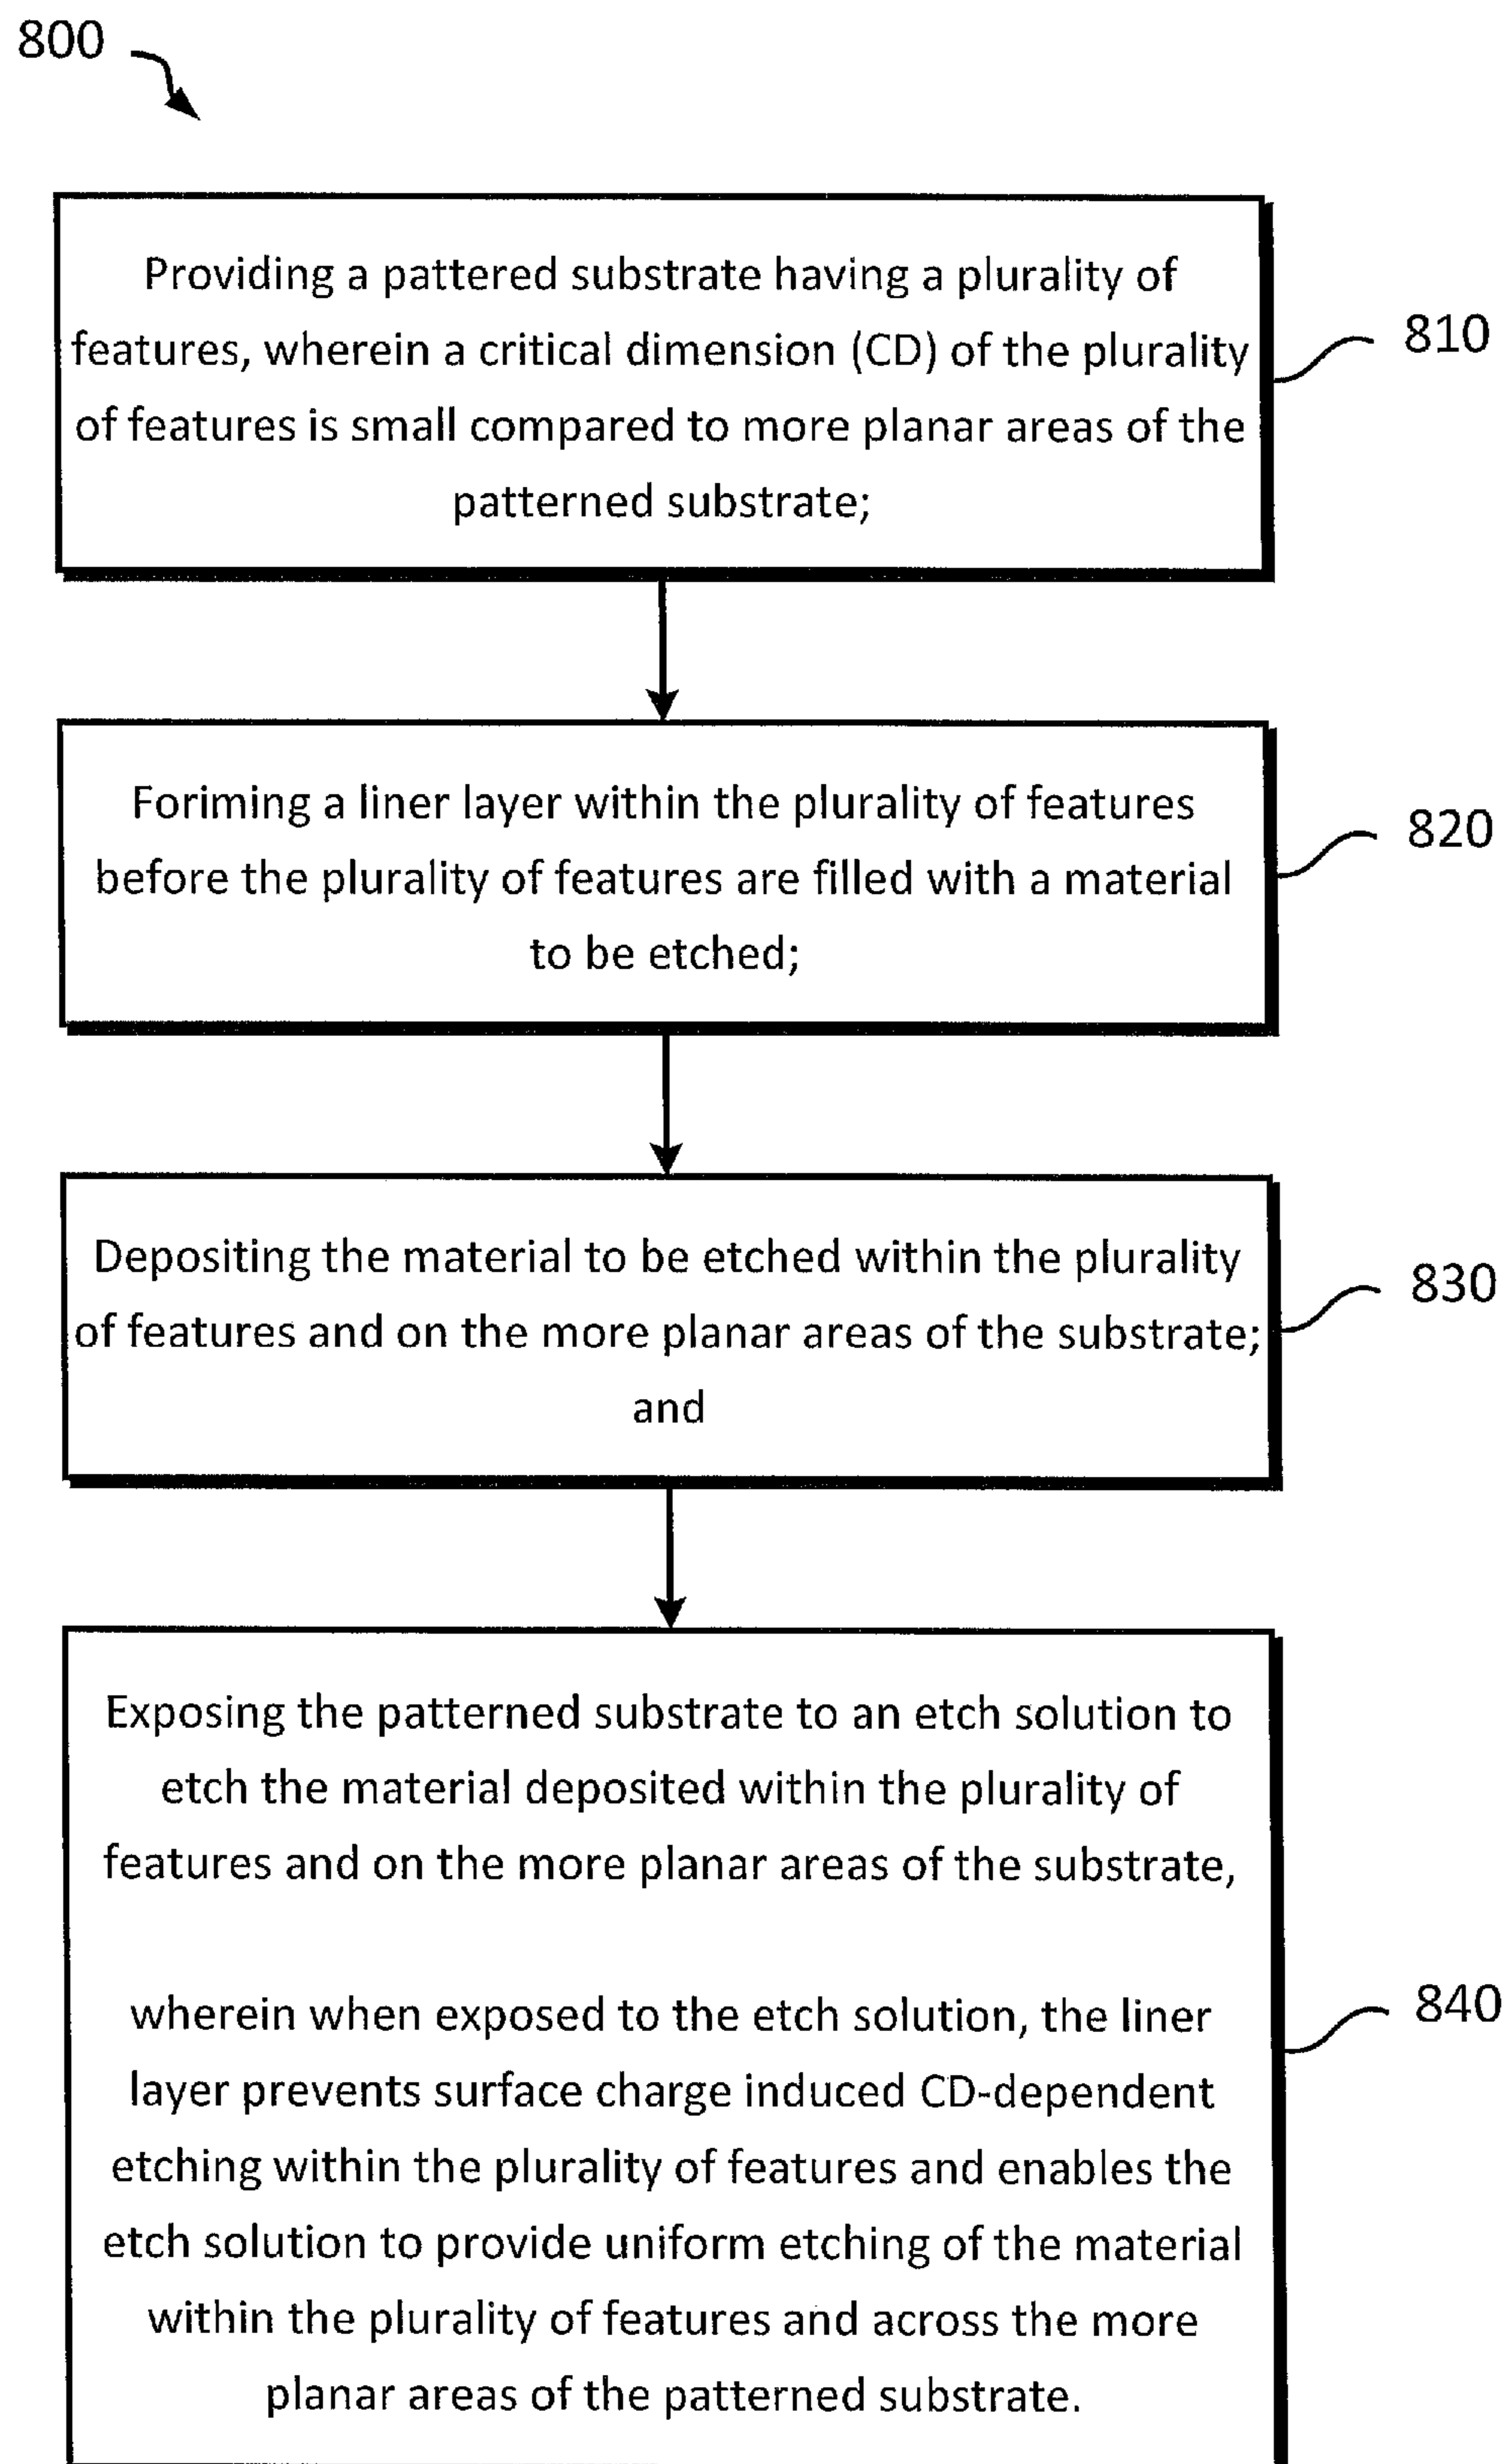 800
Providing a pattered substrate having a plurality of
features, wherein a critical dimension (CD) of the plurality
of features is small compared to more planar areas of the
patterned substrate;
810
Foriming a liner layer within the plurality of features
before the plurality of features are filled with a material
to be etched;
820
Depositing the material to be etched within the plurality
of features and on the more planar areas of the substrate;
and
830
Exposing the patterned substrate to an etch solution to
etch the material deposited within the plurality of
features and on the more planar areas of the substrate,
wherein when exposed to the etch solution, the liner
layer prevents surface charge induced CD-dependent
etching within the plurality of features and enables the
etch solution to provide uniform etching of the material
within the plurality of features and across the more
planar areas of the patterned substrate.
840